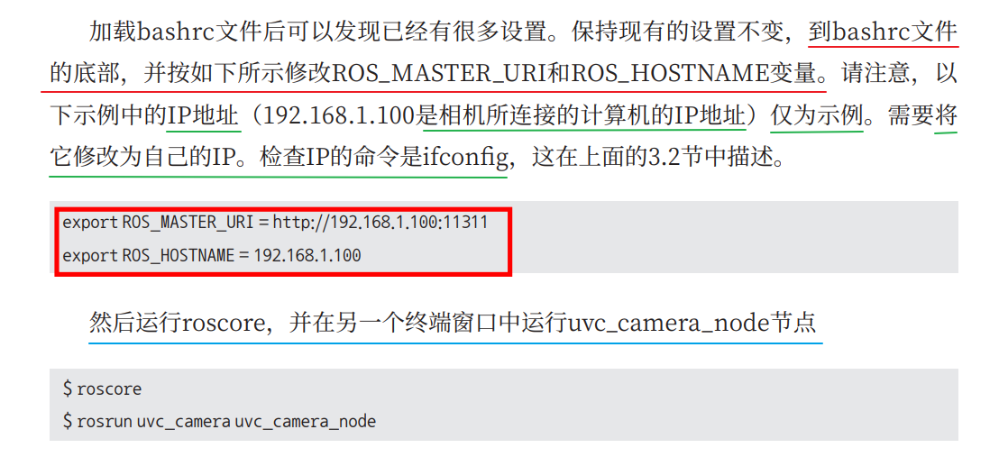 加载bashrc文件后可以发现已经有很多设置。保持现有的设置不变，到bashrc文件
的底部，并按如下所示修改ROS_MASTER_URI和ROS_HOSTNAME变量。请注意，以
下示例中的IP地址（192.168.1.100是相机所连接的计算机的IP地址）仅为示例。需要将
它修改为自己的IP。检查IP的命令是ifconfig，这在上面的3.2节中描述。
export ROS_MASTER_URI = http://192.168.1.100:11311
export ROS_HOSTNAME = 192.168.1.100
然后运行roscore，并在另一个终端窗口中运行uvc_camera_node节点
$ roscore
$ rosrun uvc_camera uvc_camera_node